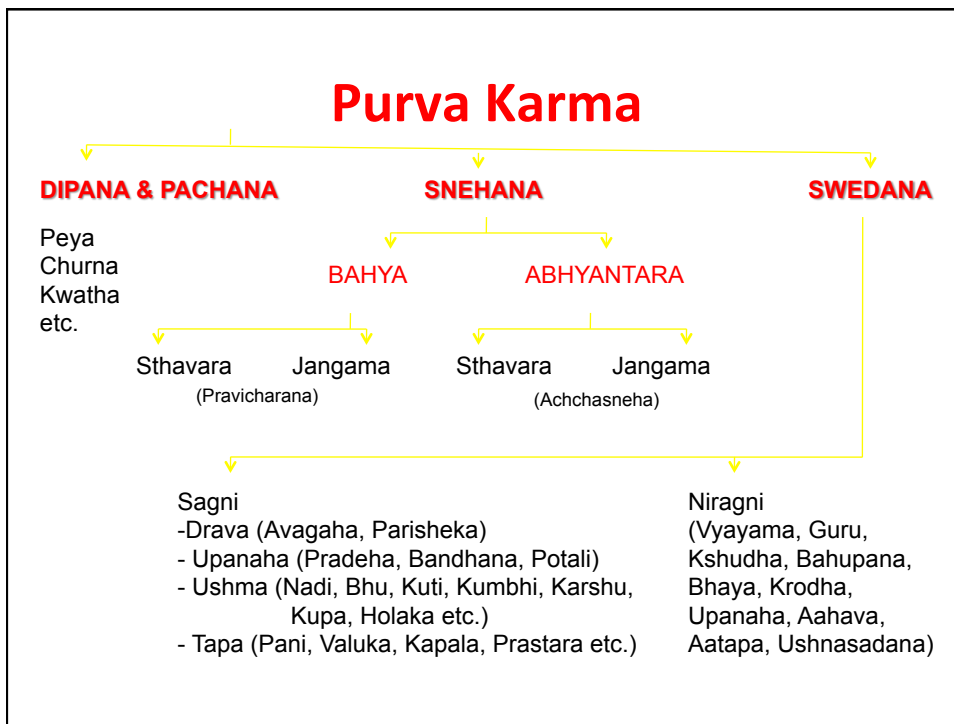 Purva Karma
DIPANA & PACHANA
SNEHANA
SWEDANA
Peya
Churna
Kwatha
etc.
BAHYA
ABHYANTARA
Sthavara
Jangama
(Pravicharana)
Sthavara
Jangama
(Achchasneha)
Sagni
-Drava (Avagaha, Parisheka)
- Upanaha (Pradeha, Bandhana, Potali)
- Ushma (Nadi, Bhu, Kuti, Kumbhi, Karshu,
Kupa, Holaka etc.)
- Tapa (Pani, Valuka, Kapala, Prastara etc.)
Niragni
(Vyayama, Guru,
Kshudha, Bahupana,
Bhaya, Krodha,
Upanaha, Aahava,
Aatapa, Ushnasadana)